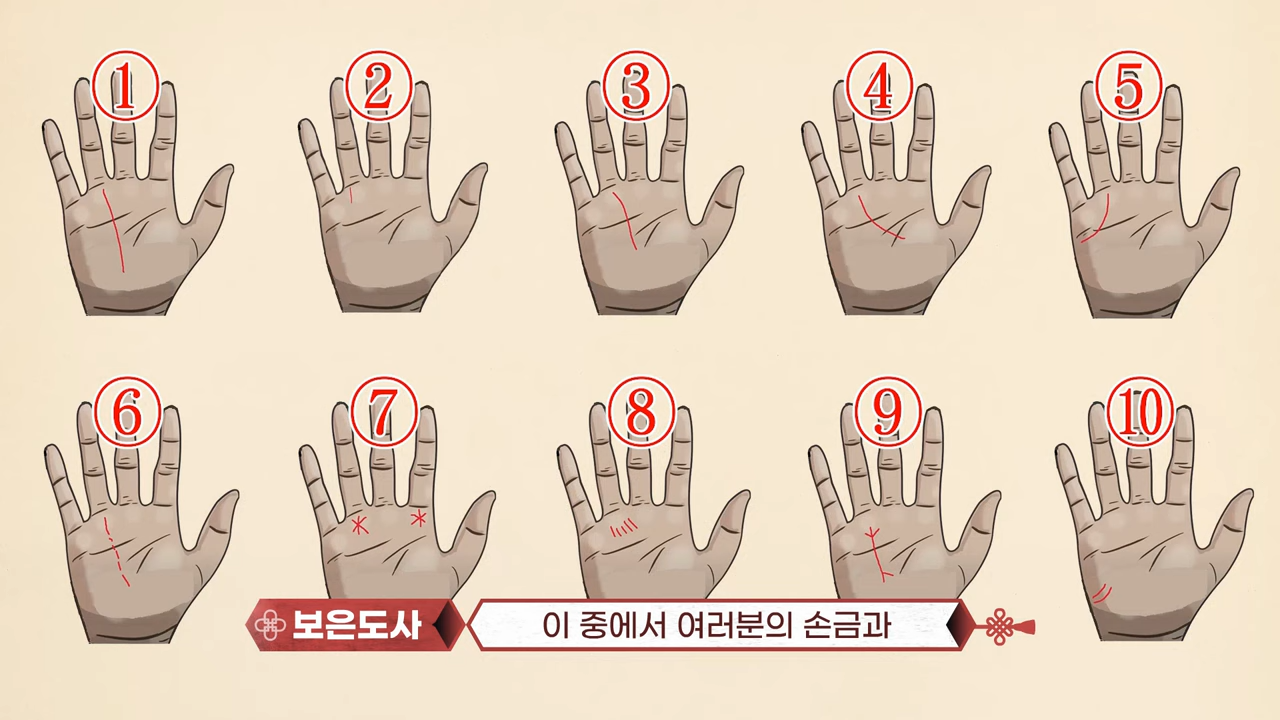 ① ② ③ ④ ⑤
⑥ ⑦ ⑧ ⑨ ⑩
보은도사 이 중에서 여러분의 손금과